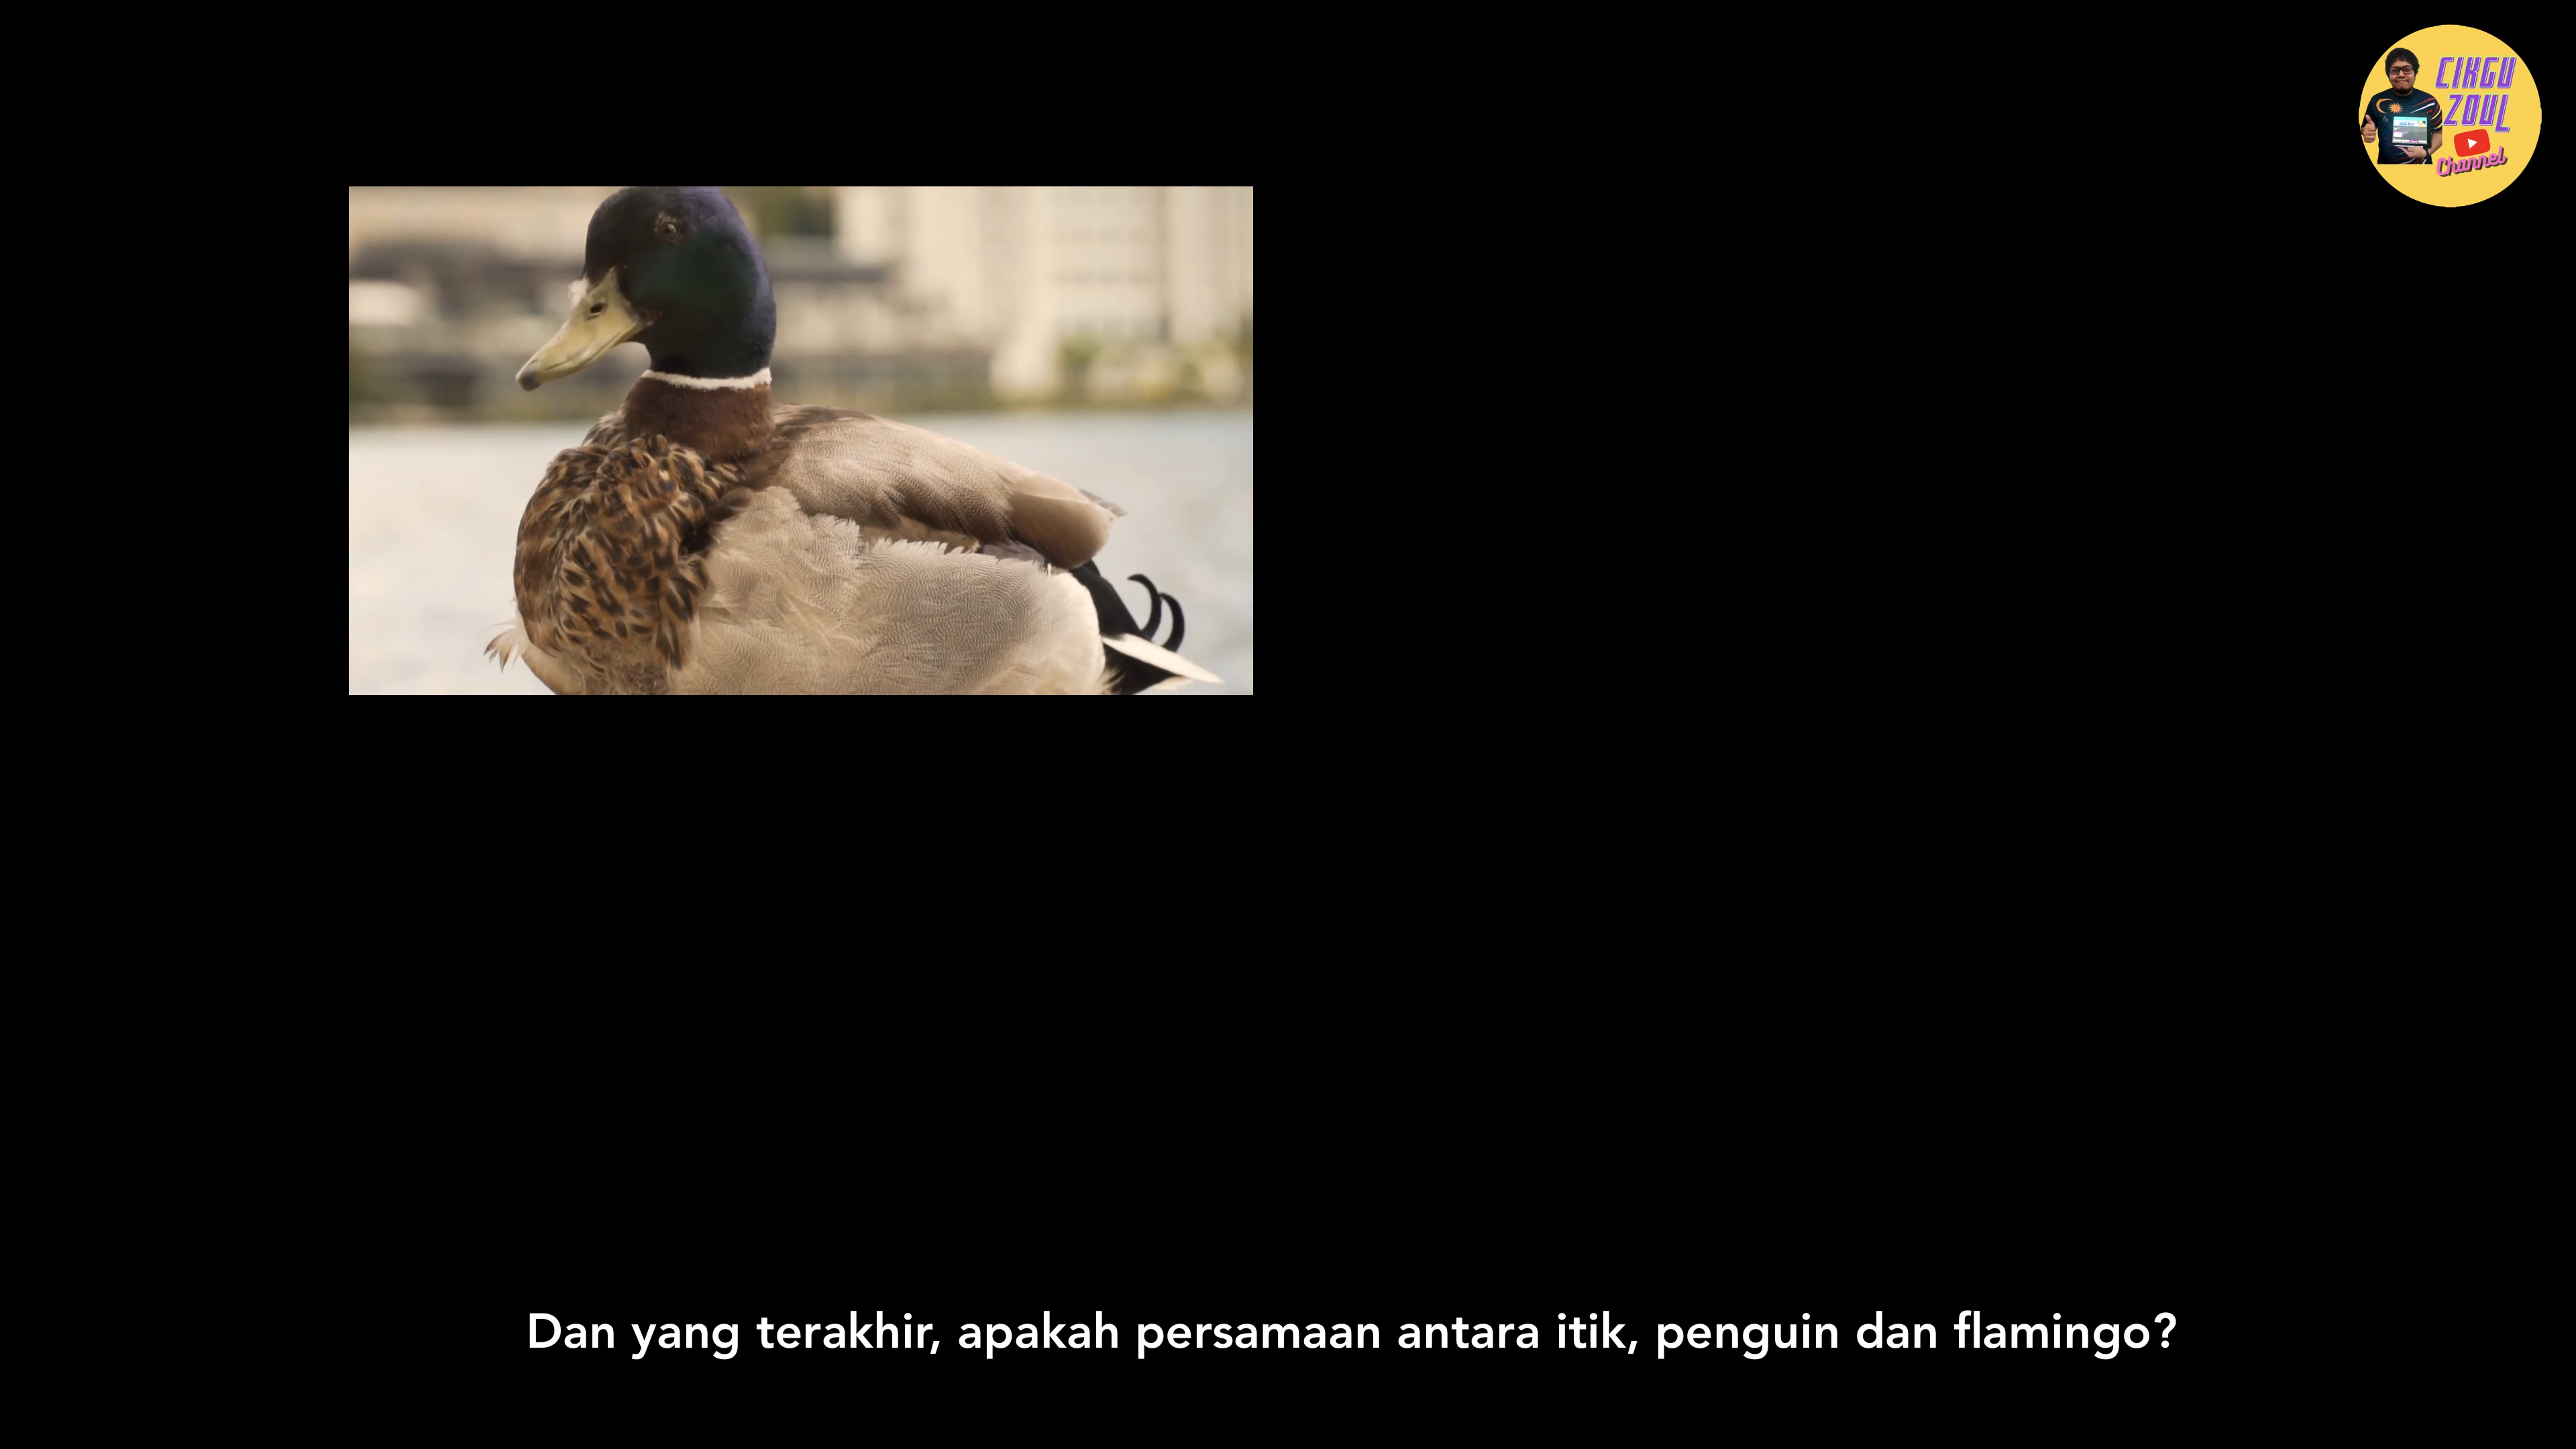 CIKGU
ZOUL
Channel
Dan yang terakhir, apakah persamaan antara itik, penguin dan flamingo?